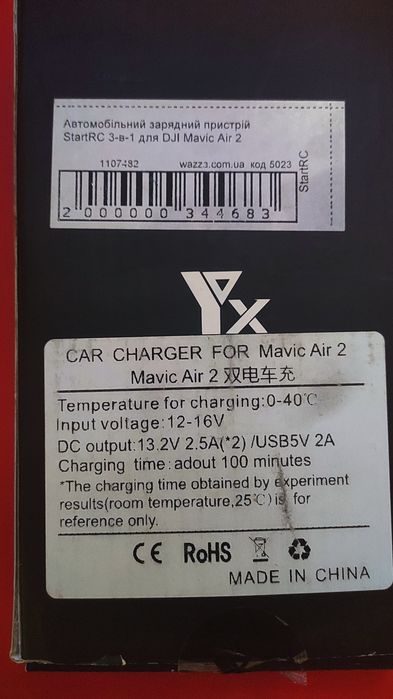 Автомобільний зарядний пристрій
StartRC 3-в-1 для DJI Mavic Air 2
1107482 wazza.com.ua код 5023
StartRC
2 000000 344683
Yx
CAR CHARGER FOR Mavic Air 2
Mavic Air 2 双电车充
Temperature for charging:0-40℃
Input voltage:12-16V
DC output:13.2V 2.5A(*2) /USB5V 2A
Charging time:adout 100 minutes
*The charging time obtained by experiment
results(room temperature,25℃)is for
reference only.
CE RoHS
MADE IN CHINA